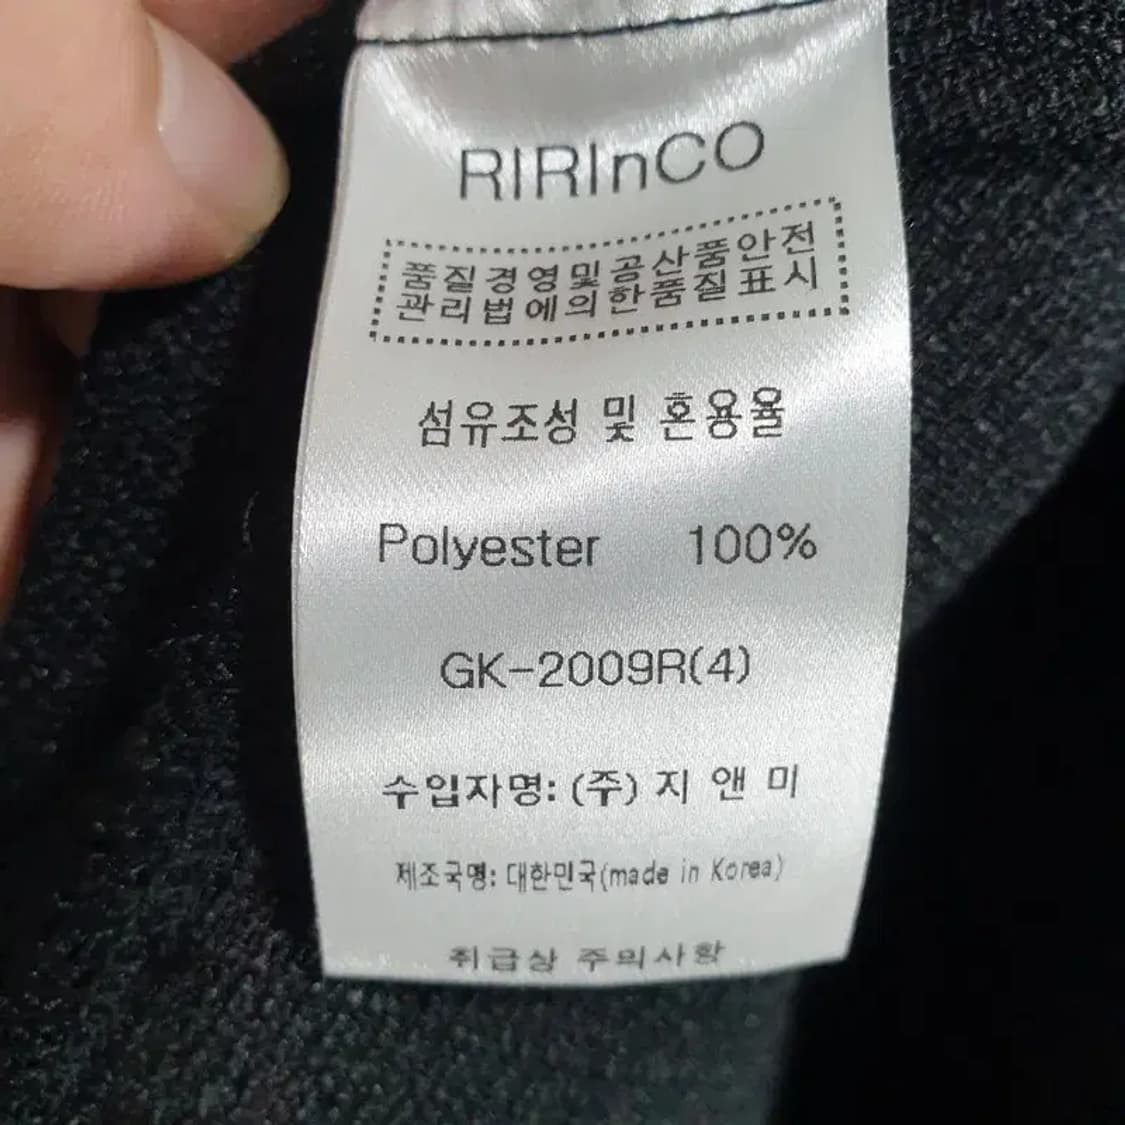 RIRInCO
품질경영및공산품안전
관리법에의한품질표시
섬유조성 및 혼용율
Polyester 100%
GK-2009R(4)
수입자명: (주) 지 앤 미
제조국명: 대한민국(made in Korea)
취급상 주의사항